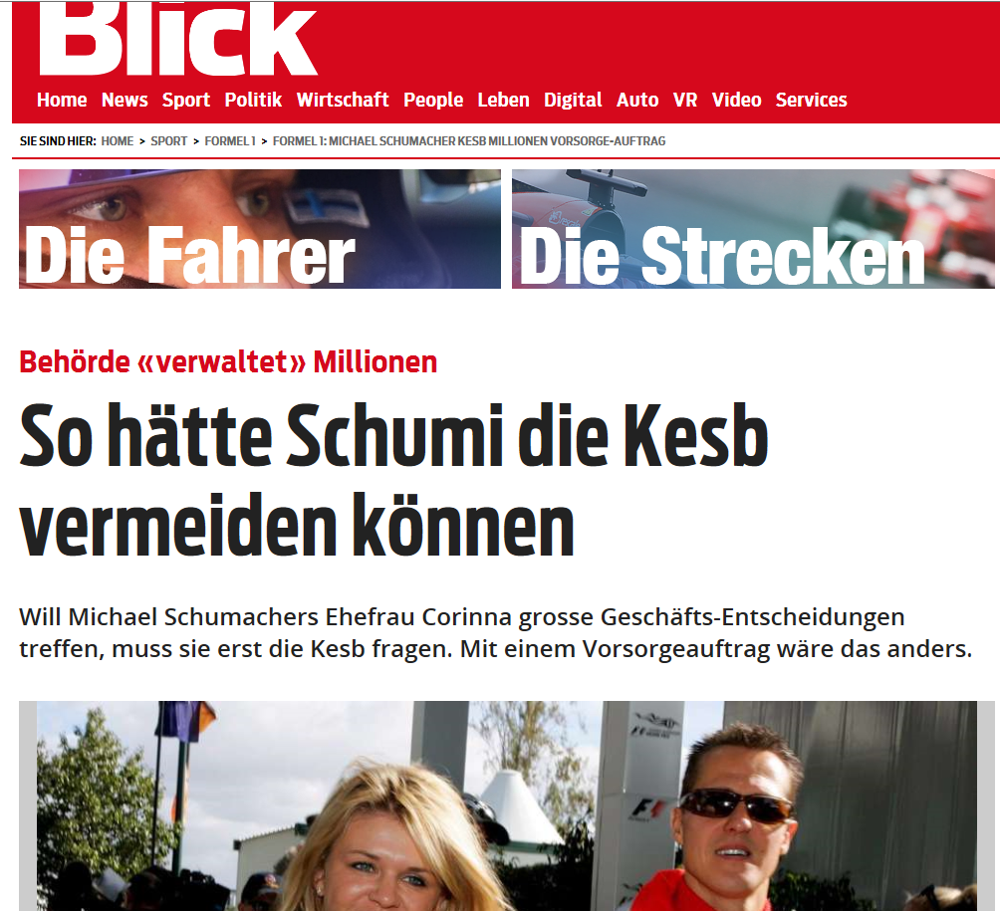 Blick
Home News Sport Politik Wirtschaft People Leben Digital Auto VR Video Services
SIE SIND HIER: HOME > SPORT > FORMEL 1 > FORMEL 1: MICHAEL SCHUMACHER KESB MILLIONEN VORSORGE-AUFTRAG
Die Fahrer
Die Strecken
Behörde «verwaltet» Millionen
So hätte Schumi die Kesb
vermeiden können
Will Michael Schumachers Ehefrau Corinna grosse Geschäfts-Entscheidungen
treffen, muss sie erst die Kesb fragen. Mit einem Vorsorgeauftrag wäre das anders.
F1